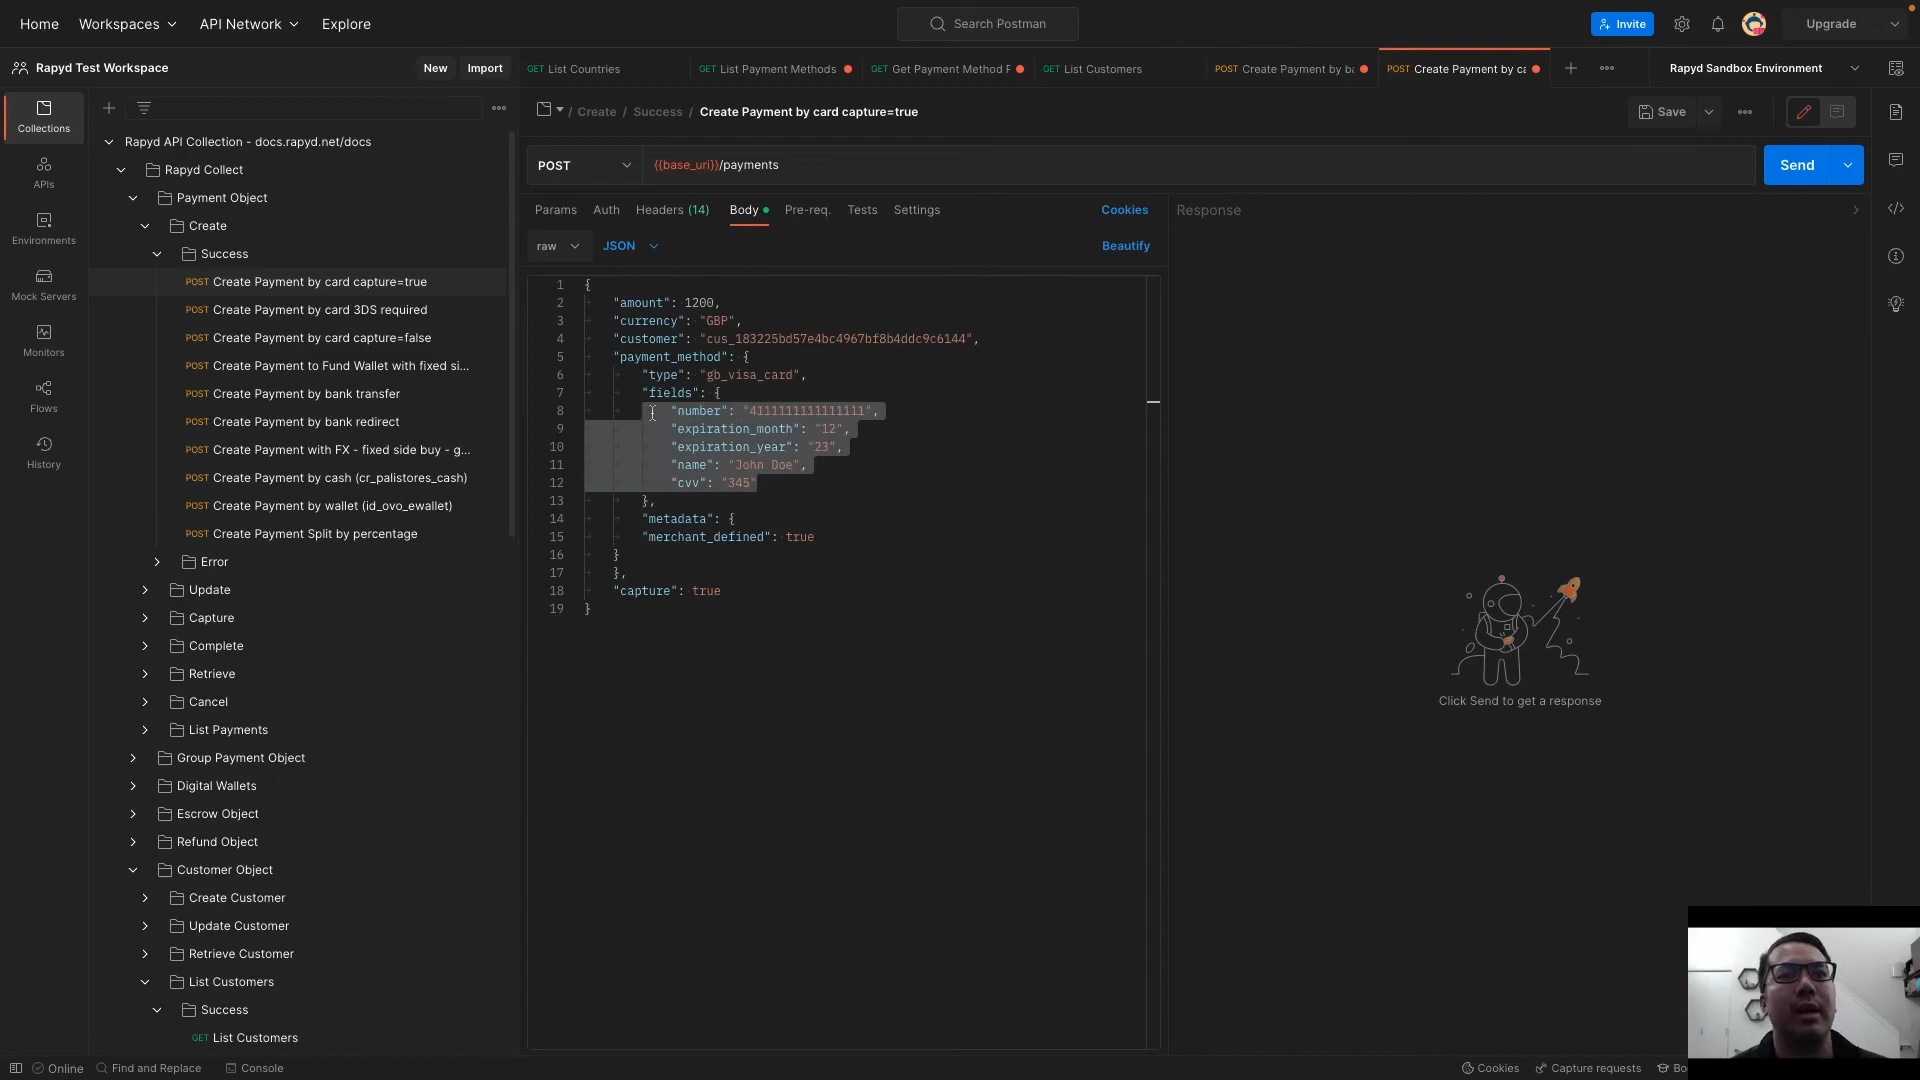 Home
Workspaces
API Network
Explore
Search Postman
Invite
Upgrade
Rapyd Test Workspace
New
Import
GET List Countries
GET List Payment Methods
GET Get Payment Method F
GET List Customers
POST Create Payment by ba
POST Create Payment by ca
Rapyd Sandbox Environment
Collections
APIs
Environments
Mock Servers
Monitors
Flows
History
Rapyd API Collection - docs.rapyd.net/docs
Rapyd Collect
Payment Object
Create
Success
POST Create Payment by card capture=true
POST Create Payment by card 3DS required
POST Create Payment by card capture=false
POST Create Payment to Fund Wallet with fixed si...
POST Create Payment by bank transfer
POST Create Payment by bank redirect
POST Create Payment with FX - fixed side buy - g...
POST Create Payment by cash (cr_palistores_cash)
POST Create Payment by wallet (id_ovo_ewallet)
POST Create Payment Split by percentage
Error
Update
Capture
Complete
Retrieve
Cancel
List Payments
Group Payment Object
Digital Wallets
Escrow Object
Refund Object
Customer Object
Create Customer
Update Customer
Retrieve Customer
List Customers
Success
GET List Customers
/ Create / Success / Create Payment by card capture=true
Save
POST
{{base_uri}}/payments
Send
Params
Auth
Headers (14)
Body
Pre-req.
Tests
Settings
Cookies
raw
JSON
Beautify
1 {
2 "amount": 1200,
3 "currency": "GBP",
4 "customer": "cus_183225bd57e4bc4967bf8b4ddc9c6144",
5 "payment_method": {
6 "type": "gb_visa_card",
7 "fields": {
8 "number": "4111111111111111",
9 "expiration_month": "12",
10 "expiration_year": "23",
11 "name": "John Doe",
12 "cvv": "345"
13 },
14 "metadata": {
15 "merchant_defined": true
16 }
17 },
18 "capture": true
19 }
Response
Click Send to get a response
Online
Find and Replace
Console
Cookies
Capture requests
Bo